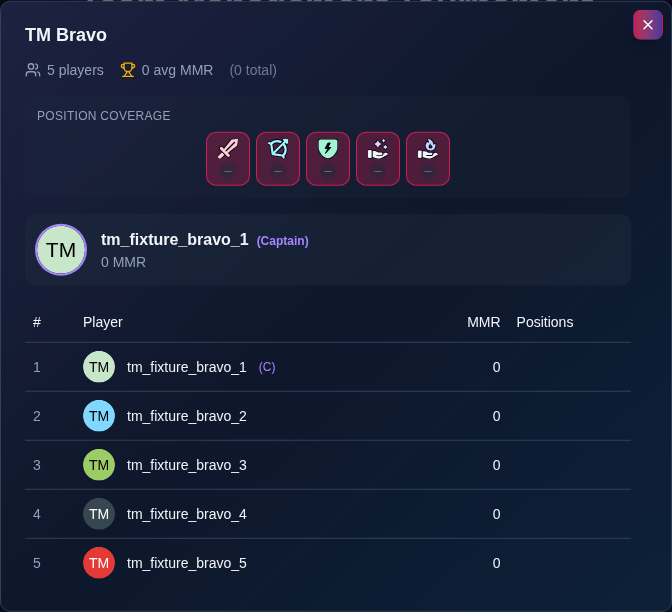 TM Bravo
5 players 0 avg MMR (0 total)
POSITION COVERAGE
– – – – –
TM
tm_fixture_bravo_1 (Captain)
0 MMR
# Player MMR Positions
1 TM tm_fixture_bravo_1 (C) 0
2 TM tm_fixture_bravo_2 0
3 TM tm_fixture_bravo_3 0
4 TM tm_fixture_bravo_4 0
5 TM tm_fixture_bravo_5 0